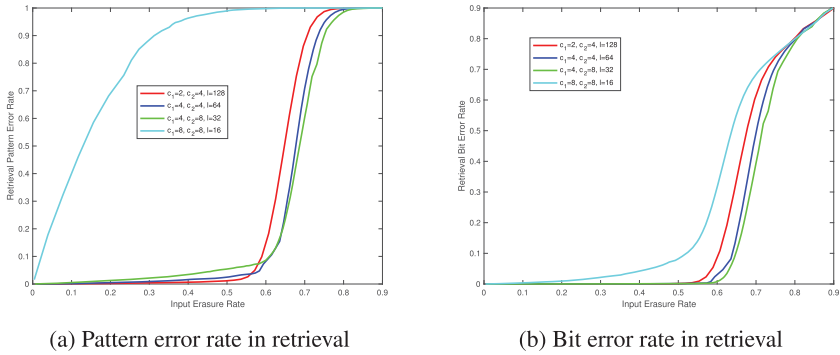 1
0.9
0.8
0.7
0.6
0.5
0.4
0.3
0.2
0.1
0
Retrieval Pattern Error Rate
c1=2, c2=4, l=128
c1=4, c2=4, l=64
c1=4, c2=8, l=32
c1=8, c2=8, l=16
0 0.1 0.2 0.3 0.4 0.5 0.6 0.7 0.8 0.9
Input Erasure Rate
(a) Pattern error rate in retrieval
0.9
0.8
0.7
0.6
0.5
0.4
0.3
0.2
0.1
0
Retrieval Bit Error Rate
c1=2, c2=4, l=128
c1=4, c2=4, l=64
c1=4, c2=8, l=32
c1=8, c2=8, l=16
0 0.1 0.2 0.3 0.4 0.5 0.6 0.7 0.8 0.9
Input Erasure Rate
(b) Bit error rate in retrieval